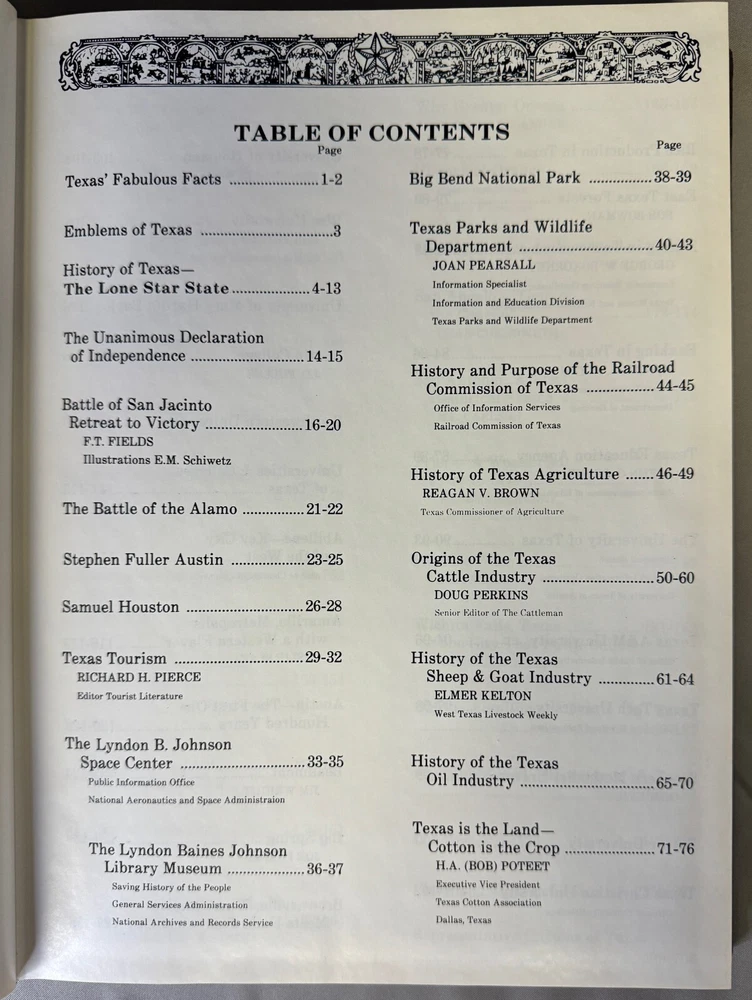 TABLE OF CONTENTS
Page
Texas' Fabulous Facts ......................1-2
Emblems of Texas .................................3
History of Texas—
The Lone Star State...................4-13
The Unanimous Declaration
of Independence ............................14-15
Battle of San Jacinto
Retreat to Victory ........................16-20
F.T. FIELDS
Illustrations E.M. Schiwetz
The Battle of the Alamo ...............21-22
Stephen Fuller Austin ..................23-25
Samuel Houston .............................26-28
Texas Tourism ................................29-32
RICHARD H. PIERCE
Editor Tourist Literature
The Lyndon B. Johnson
Space Center ................................33-35
Public Information Office
National Aeronautics and Space Administraion
The Lyndon Baines Johnson
Library Museum ...................36-37
Saving History of the People
General Services Administration
National Archives and Records Service
Page
Big Bend National Park ...............38-39
Texas Parks and Wildlife
Department .................................40-43
JOAN PEARSALL
Information Specialist
Information and Education Division
Texas Parks and Wildlife Department
History and Purpose of the Railroad
Commission of Texas .................44-45
Office of Information Services
Railroad Commission of Texas
History of Texas Agriculture .......46-49
REAGAN V. BROWN
Texas Commissioner of Agriculture
Origins of the Texas
Cattle Industry ...........................50-60
DOUG PERKINS
Senior Editor of The Cattleman
History of the Texas
Sheep & Goat Industry .............61-64
ELMER KELTON
West Texas Livestock Weekly
History of the Texas
Oil Industry .................................65-70
Texas is the Land—
Cotton is the Crop ......................71-76
H.A. (BOB) POTEET
Executive Vice President
Texas Cotton Association
Dallas, Texas